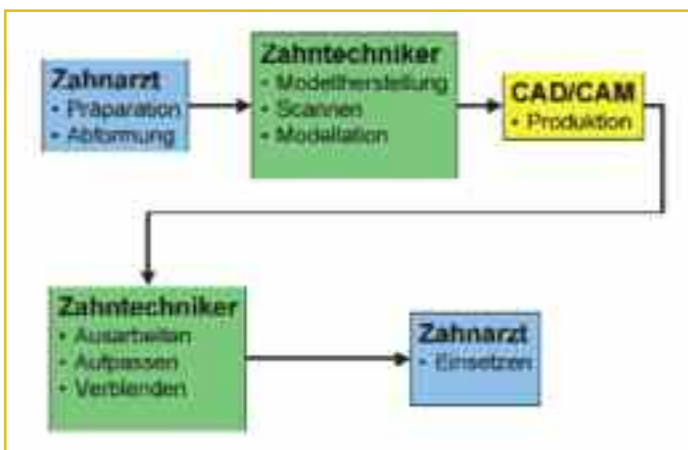 Zahnarzt
• Präparation
• Abformung
Zahntechniker
• Modellherstellung
• Scannen
• Modellation
CAD/CAM
• Produktion
Zahntechniker
• Ausarbeiten
• Aufpassen
• Verblenden
Zahnarzt
• Einsetzen